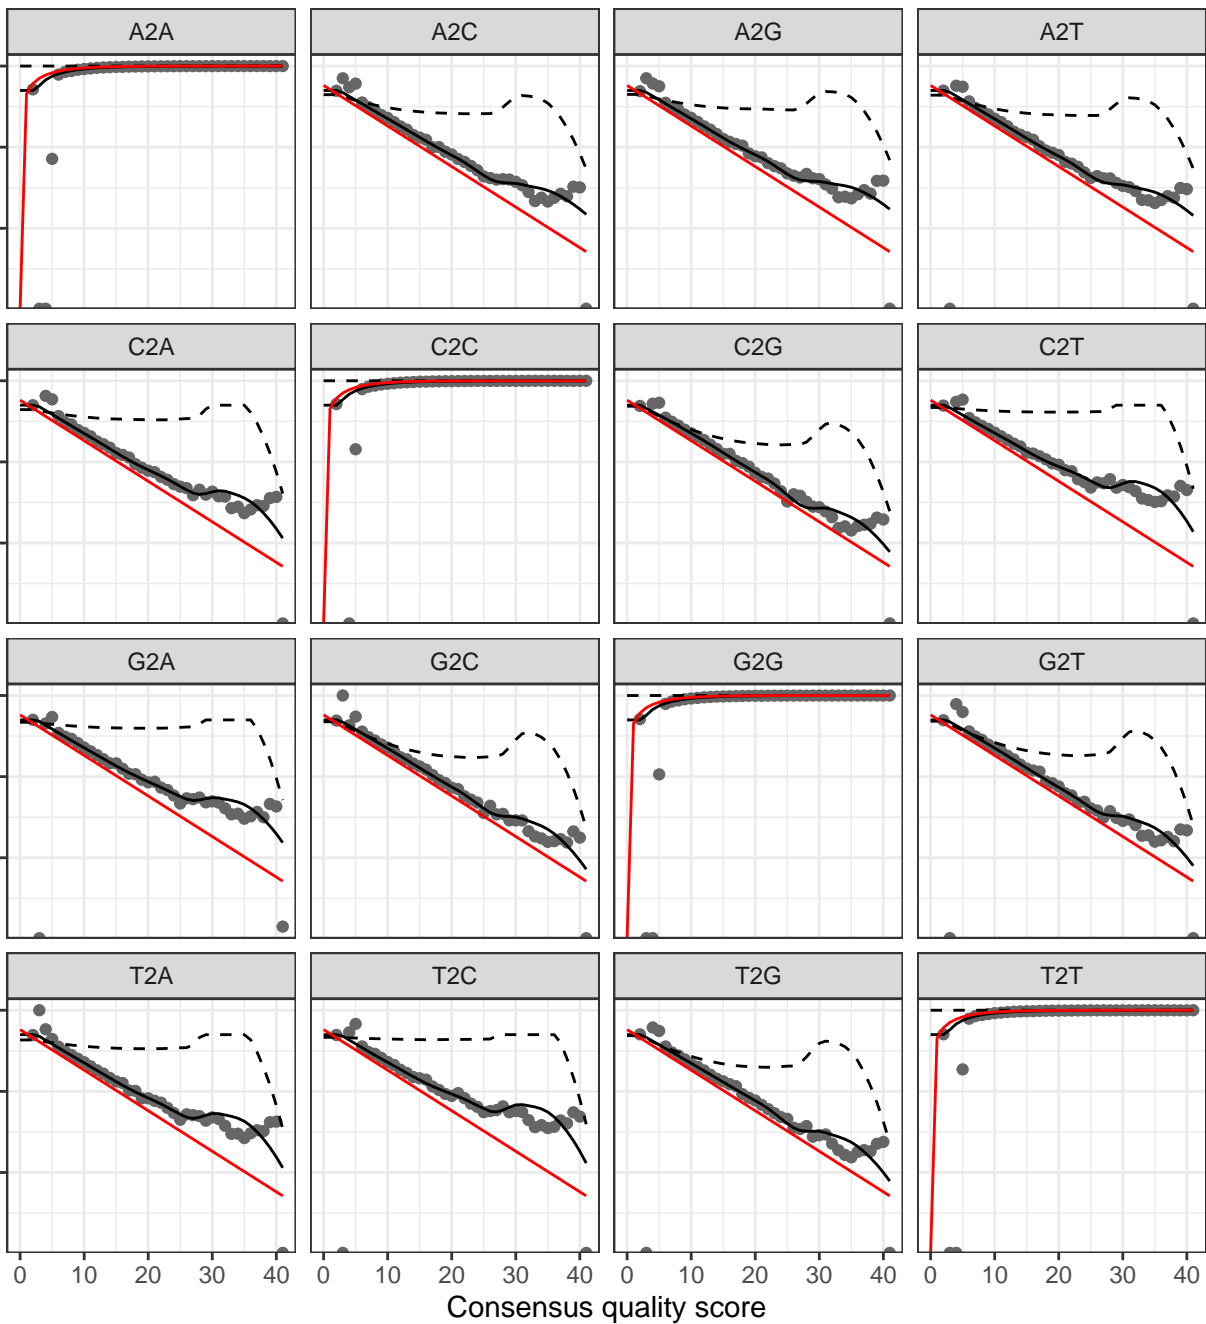 A2A A2C A2G A2T
C2A C2C C2G C2T
G2A G2C G2G G2T
T2A T2C T2G T2T
0 10 20 30 40 0 10 20 30 40 0 10 20 30 40 0 10 20 30 40
Consensus quality score